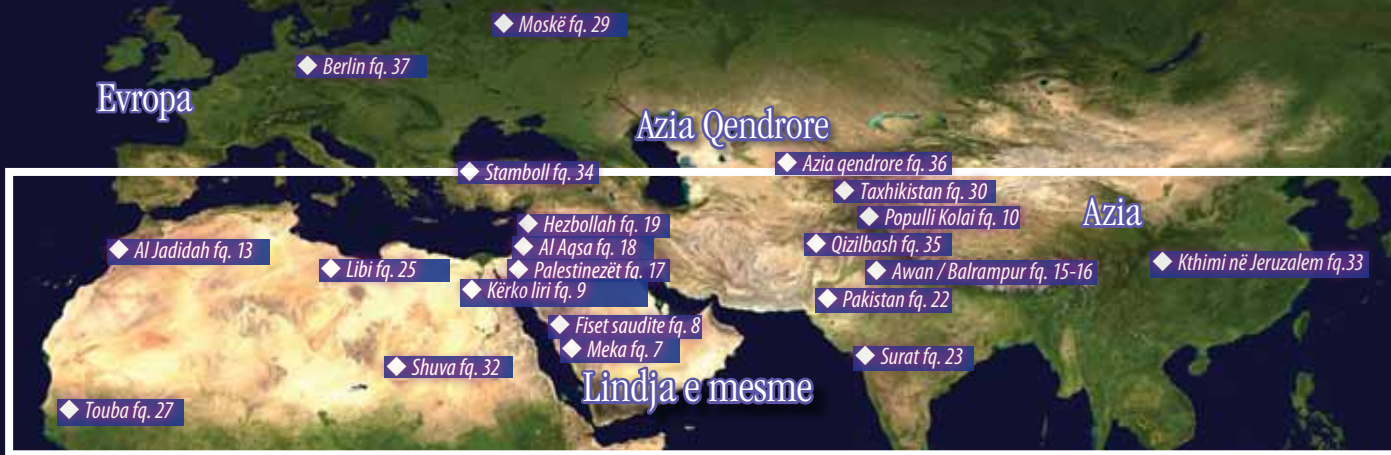 Moskë fq. 29
Berlin fq. 37
Evropa
Azia Qendrore
Azia qendrore fq. 36
Stamboll fq. 34
Taxhikistan fq. 30
Populli Kolai fq. 10
Azia
Hezbollah fq. 19
Al Jadidah fq. 13
Al Aqsa fq. 18
Qizilbash fq. 35
Libi fq. 25
Palestinezët fq. 17
Awan / Balrampur fq. 15-16
Kthimi në Jeruzalem fq.33
Kërko liri fq. 9
Pakistan fq. 22
Fiset saudite fq. 8
Meka fq. 7
Surat fq. 23
Shuva fq. 32
Lindja e mesme
Touba fq. 27